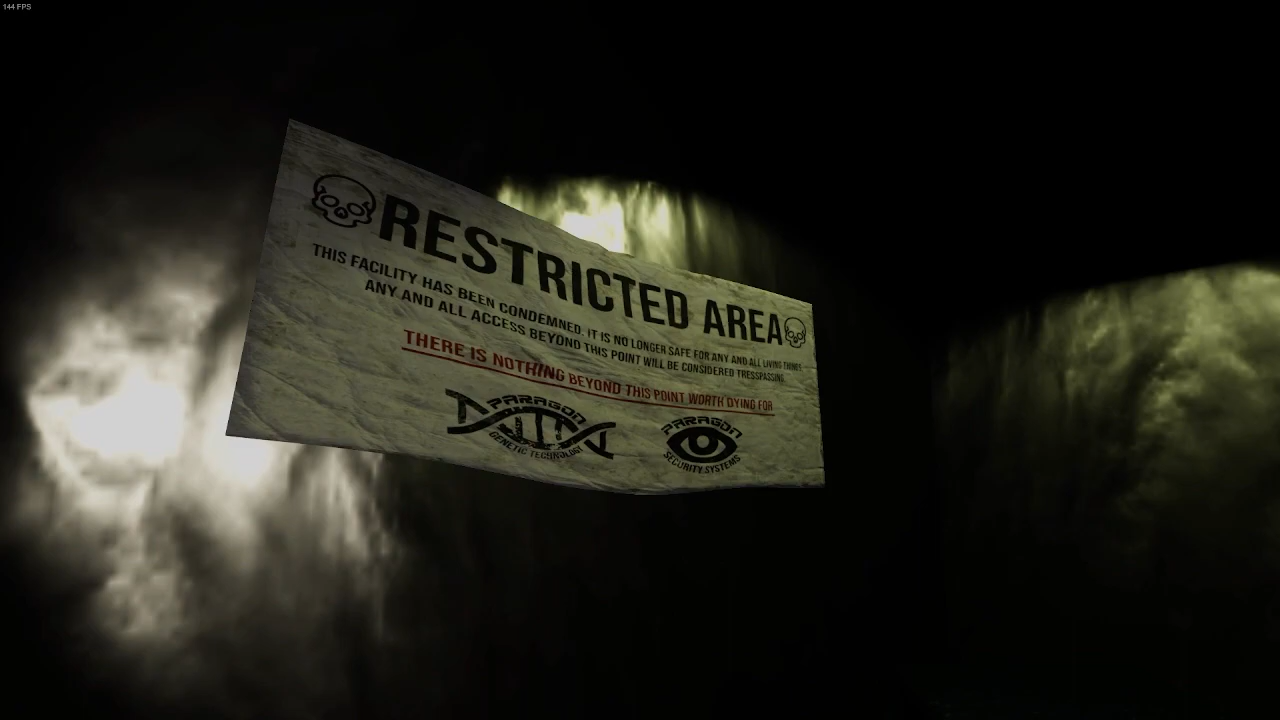 144 FPS
RESTRICTED AREA
THIS FACILITY HAS BEEN CONDEMNED. IT IS NO LONGER SAFE FOR ANY AND ALL LIVING THINGS
ANY AND ALL ACCESS BEYOND THIS POINT WILL BE CONSIDERED TRESSPASSING
THERE IS NOTHING BEYOND THIS POINT WORTH DYING FOR
PARAGON
GENETIC TECHNOLOGY
PARAGON
SECURITY SYSTEMS